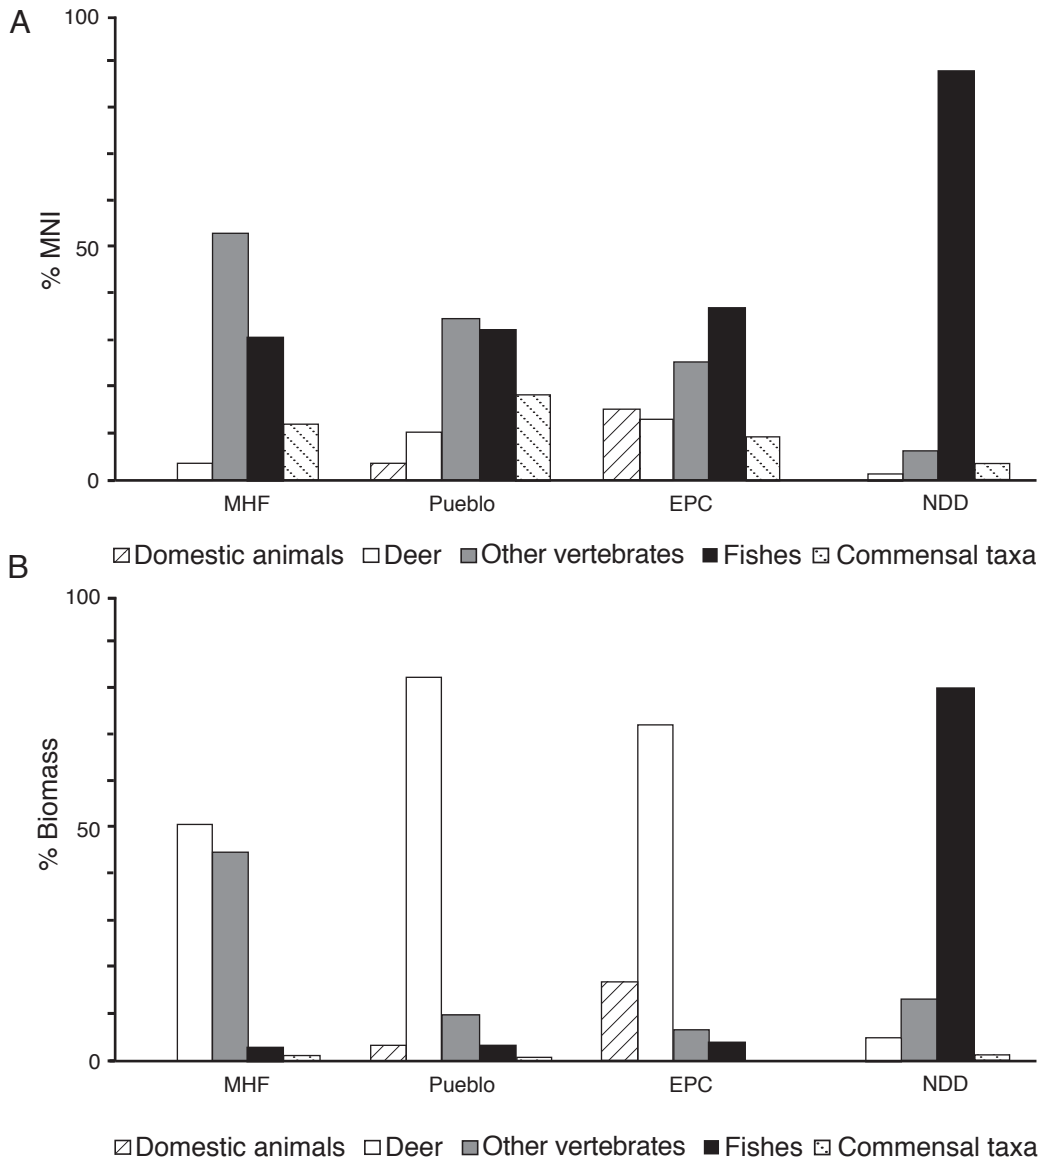 A
100
% MNI
50
0
MHF Pueblo EPC NDD
Domestic animals Deer Other vertebrates Fishes Commensal taxa
B
100
% Biomass
50
0
MHF Pueblo EPC NDD
Domestic animals Deer Other vertebrates Fishes Commensal taxa